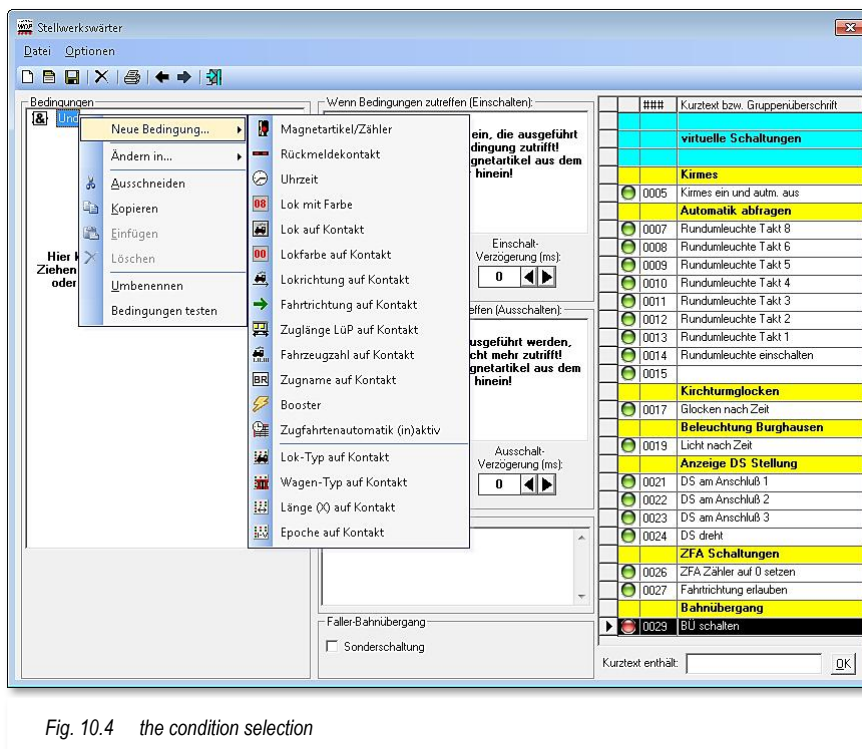 WDP Stellwerkswärter
Datei Optionen
Bedingungen
& Und
Neue Bedingung...
Ändern in...
Ausschneiden
Kopieren
Einfügen
Löschen
Umbenennen
Bedingungen testen
Hier
Ziehen
oder
Magnetartikel/Zähler
Rückmeldekontakt
Uhrzeit
08 Lok mit Farbe
Lok auf Kontakt
00 Lokfarbe auf Kontakt
Lokrichtung auf Kontakt
Fahrtrichtung auf Kontakt
Zuglänge LüP auf Kontakt
Fahrzeugzahl auf Kontakt
BR Zugname auf Kontakt
Booster
Zugfahrtenautomatik (in)aktiv
Lok-Typ auf Kontakt
Wagen-Typ auf Kontakt
Länge (X) auf Kontakt
Epoche auf Kontakt
Wenn Bedingungen zutreffen (Einschalten):
ein, die ausgeführt
dingung zutrifft!
gnetartikel aus dem
hinein!
Einschalt-
Verzögerung (ms):
0
effen (Ausschalten):
usgeführt werden,
cht mehr zutrifft!
gnetartikel aus dem
hinein!
Ausschalt-
Verzögerung (ms):
0
Faller-Bahnübergang
Sonderschaltung
### Kurztext bzw. Gruppenüberschrift
virtuelle Schaltungen
Kirmes
0005 Kirmes ein und autm. aus
Automatik abfragen
0007 Rundumleuchte Takt 8
0008 Rundumleuchte Takt 6
0009 Rundumleuchte Takt 5
0010 Rundumleuchte Takt 4
0011 Rundumleuchte Takt 3
0012 Rundumleuchte Takt 2
0013 Rundumleuchte Takt 1
0014 Rundumleuchte einschalten
0015
Kirchturmglocken
0017 Glocken nach Zeit
Beleuchtung Burghausen
0019 Licht nach Zeit
Anzeige DS Stellung
0021 DS am Anschluß 1
0022 DS am Anschluß 2
0023 DS am Anschluß 3
0024 DS dreht
ZFA Schaltungen
0026 ZFA Zähler auf 0 setzen
0027 Fahrtrichtung erlauben
Bahnübergang
0029 BÜ schalten
Kurztext enthält: OK
Fig. 10.4 the condition selection